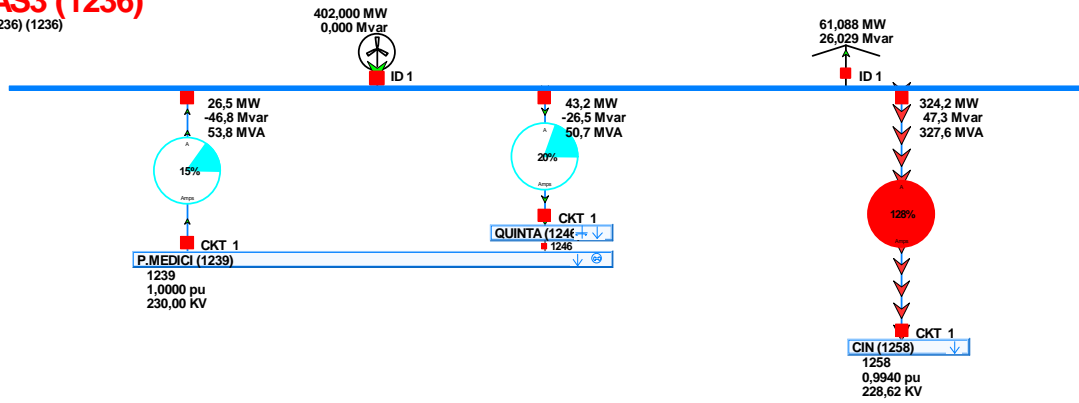 AS3 (1236)
236) (1236)
402,000 MW
0,000 Mvar
ID 1
61,088 MW
26,029 Mvar
ID 1
26,5 MW
-46,8 Mvar
53,8 MVA
A
15%
Amps
CKT 1
43,2 MW
-26,5 Mvar
50,7 MVA
A
20%
Amps
CKT 1
QUINTA (1246
1246
P.MEDICI (1239)
1239
1,0000 pu
230,00 KV
324,2 MW
47,3 Mvar
327,6 MVA
A
128%
Amps
CKT 1
CIN (1258)
1258
0,9940 pu
228,62 KV